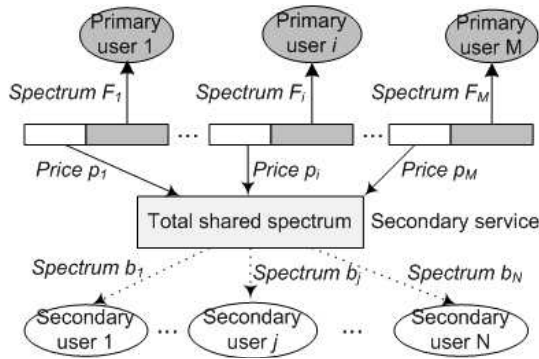 Primary user 1
Primary user i
Primary user M
Spectrum F1
Spectrum Fi
Spectrum FM
...
...
Price p1
Price pi
Price pM
Total shared spectrum
Secondary service
Spectrum b1
Spectrum bj
Spectrum bN
Secondary user 1
...
Secondary user j
...
Secondary user N